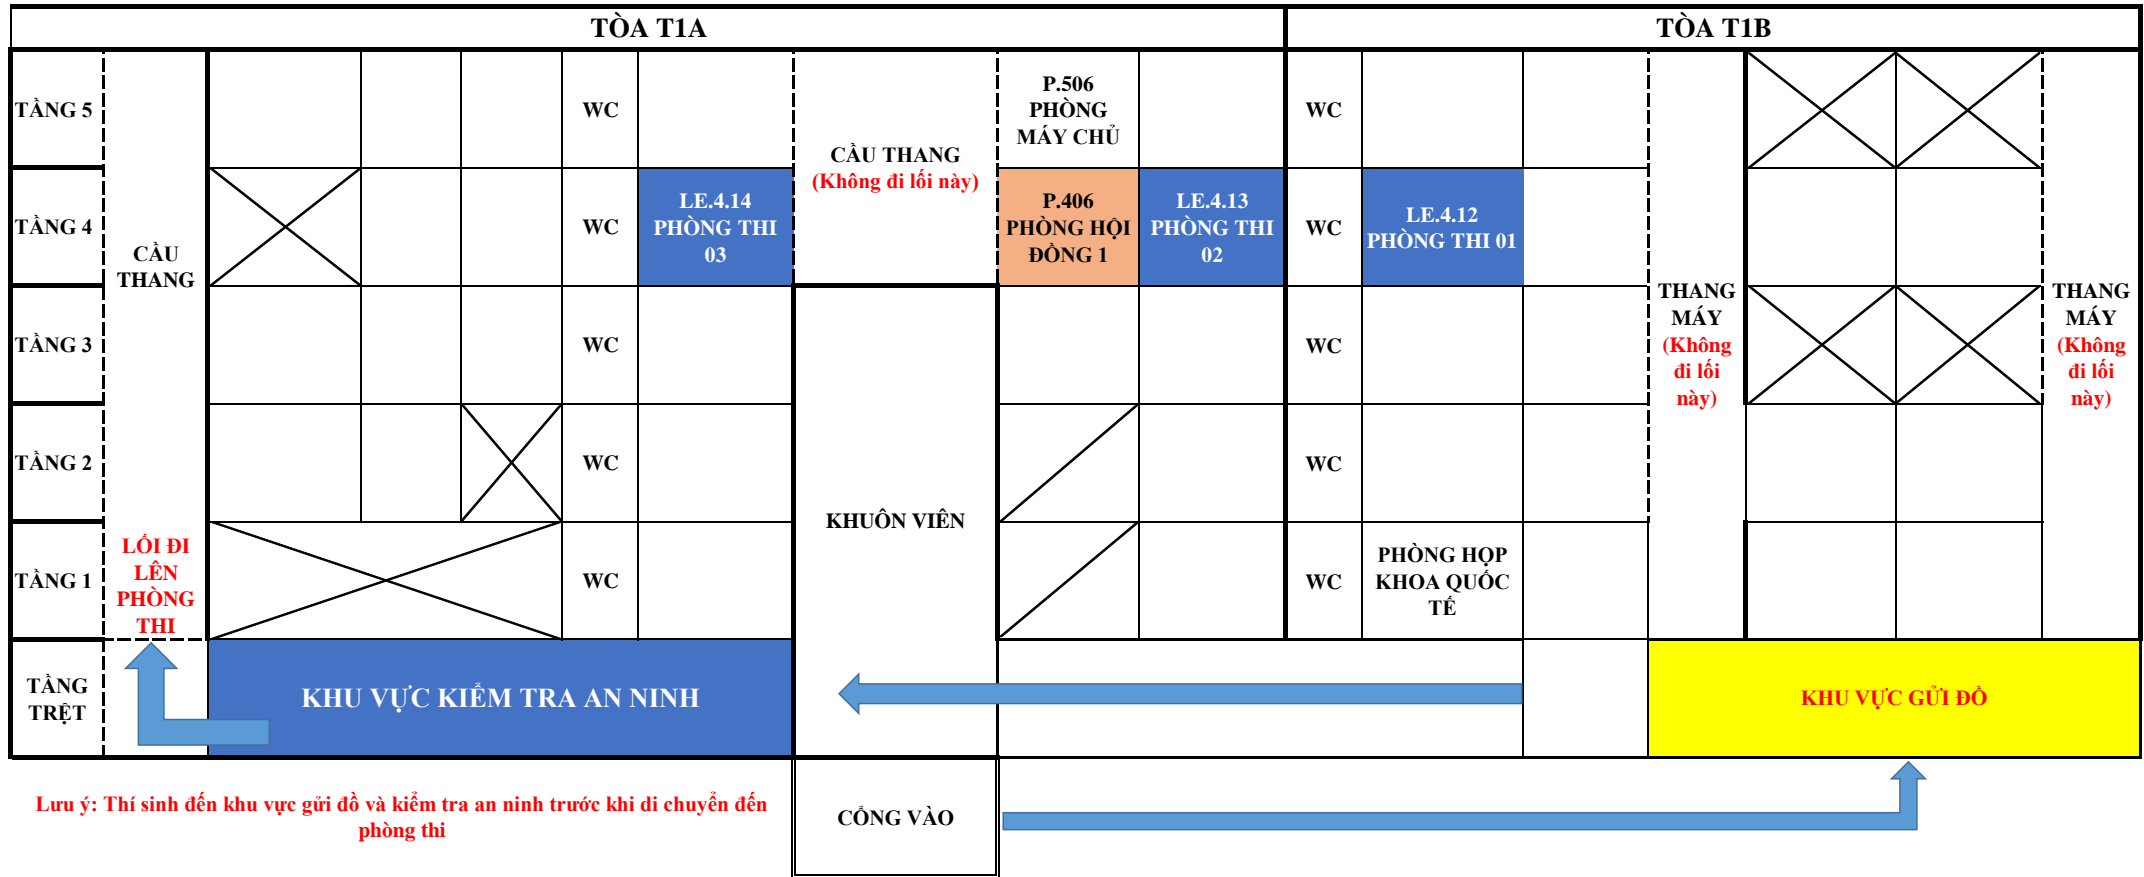 TÒA T1A
TÒA T1B
TẦNG 5
WC
P.506
PHÒNG
MÁY CHỦ
WC
CẦU THANG
(Không đi lối này)
TẦNG 4
WC
LE.4.14
PHÒNG THI
03
P.406
PHÒNG HỘI
ĐỒNG 1
LE.4.13
PHÒNG THI
02
WC
LE.4.12
PHÒNG THI 01
CẦU
THANG
TẦNG 3
WC
WC
THANG
MÁY
(Không
đi lối
này)
THANG
MÁY
(Không
đi lối
này)
TẦNG 2
WC
WC
KHUÔN VIÊN
LỐI ĐI
LÊN
PHÒNG
THI
TẦNG 1
WC
WC
PHÒNG HỌP
KHOA QUỐC
TẾ
TẦNG
TRỆT
KHU VỰC KIỂM TRA AN NINH
KHU VỰC GỬI ĐỒ
Lưu ý: Thí sinh đến khu vực gửi đồ và kiểm tra an ninh trước khi di chuyển đến
phòng thi
CỔNG VÀO